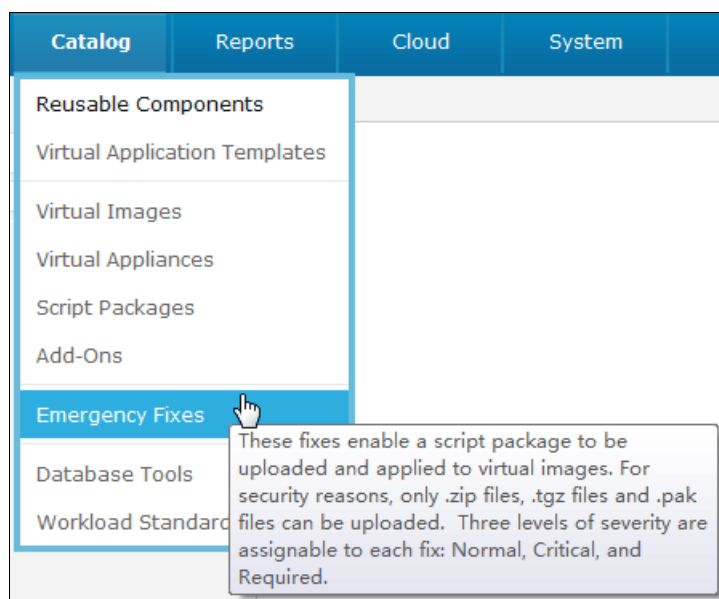 Catalog Reports Cloud System
Reusable Components
Virtual Application Templates
Virtual Images
Virtual Appliances
Script Packages
Add-Ons
Emergency Fixes
These fixes enable a script package to be
uploaded and applied to virtual images. For
security reasons, only .zip files, .tgz files and .pak
files can be uploaded. Three levels of severity are
assignable to each fix: Normal, Critical, and
Required.
Database Tools
Workload Standard